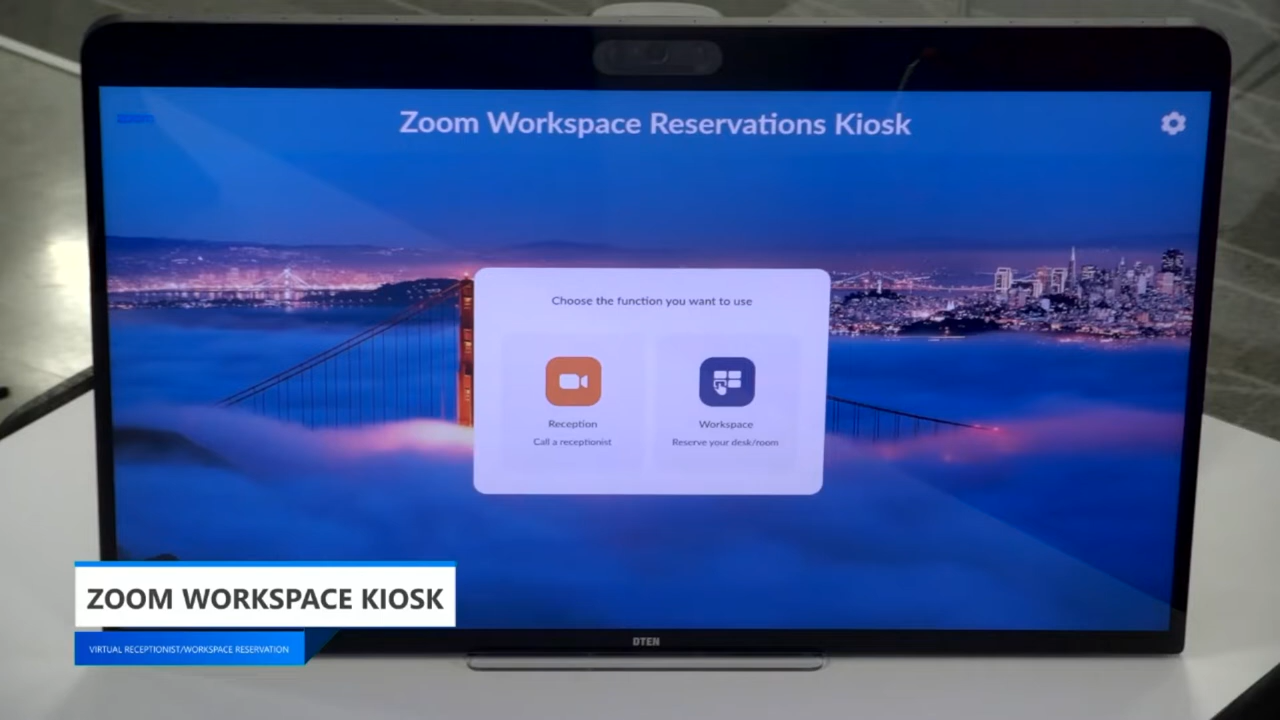 Zoom Workspace Reservations Kiosk
Choose the function you want to use
Reception
Call a receptionist
Workspace
Reserve your desk/room
ZOOM WORKSPACE KIOSK
VIRTUAL RECEPTIONIST/WORKSPACE RESERVATION
DTEN